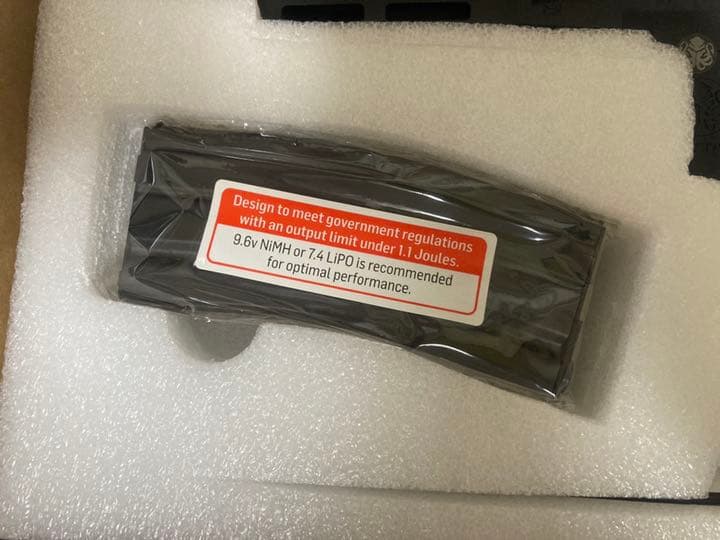 Design to meet government regulations
with an output limit under 1.1 Joules.
9.6v NiMH or 7.4 LiPO is recommended
for optimal performance.